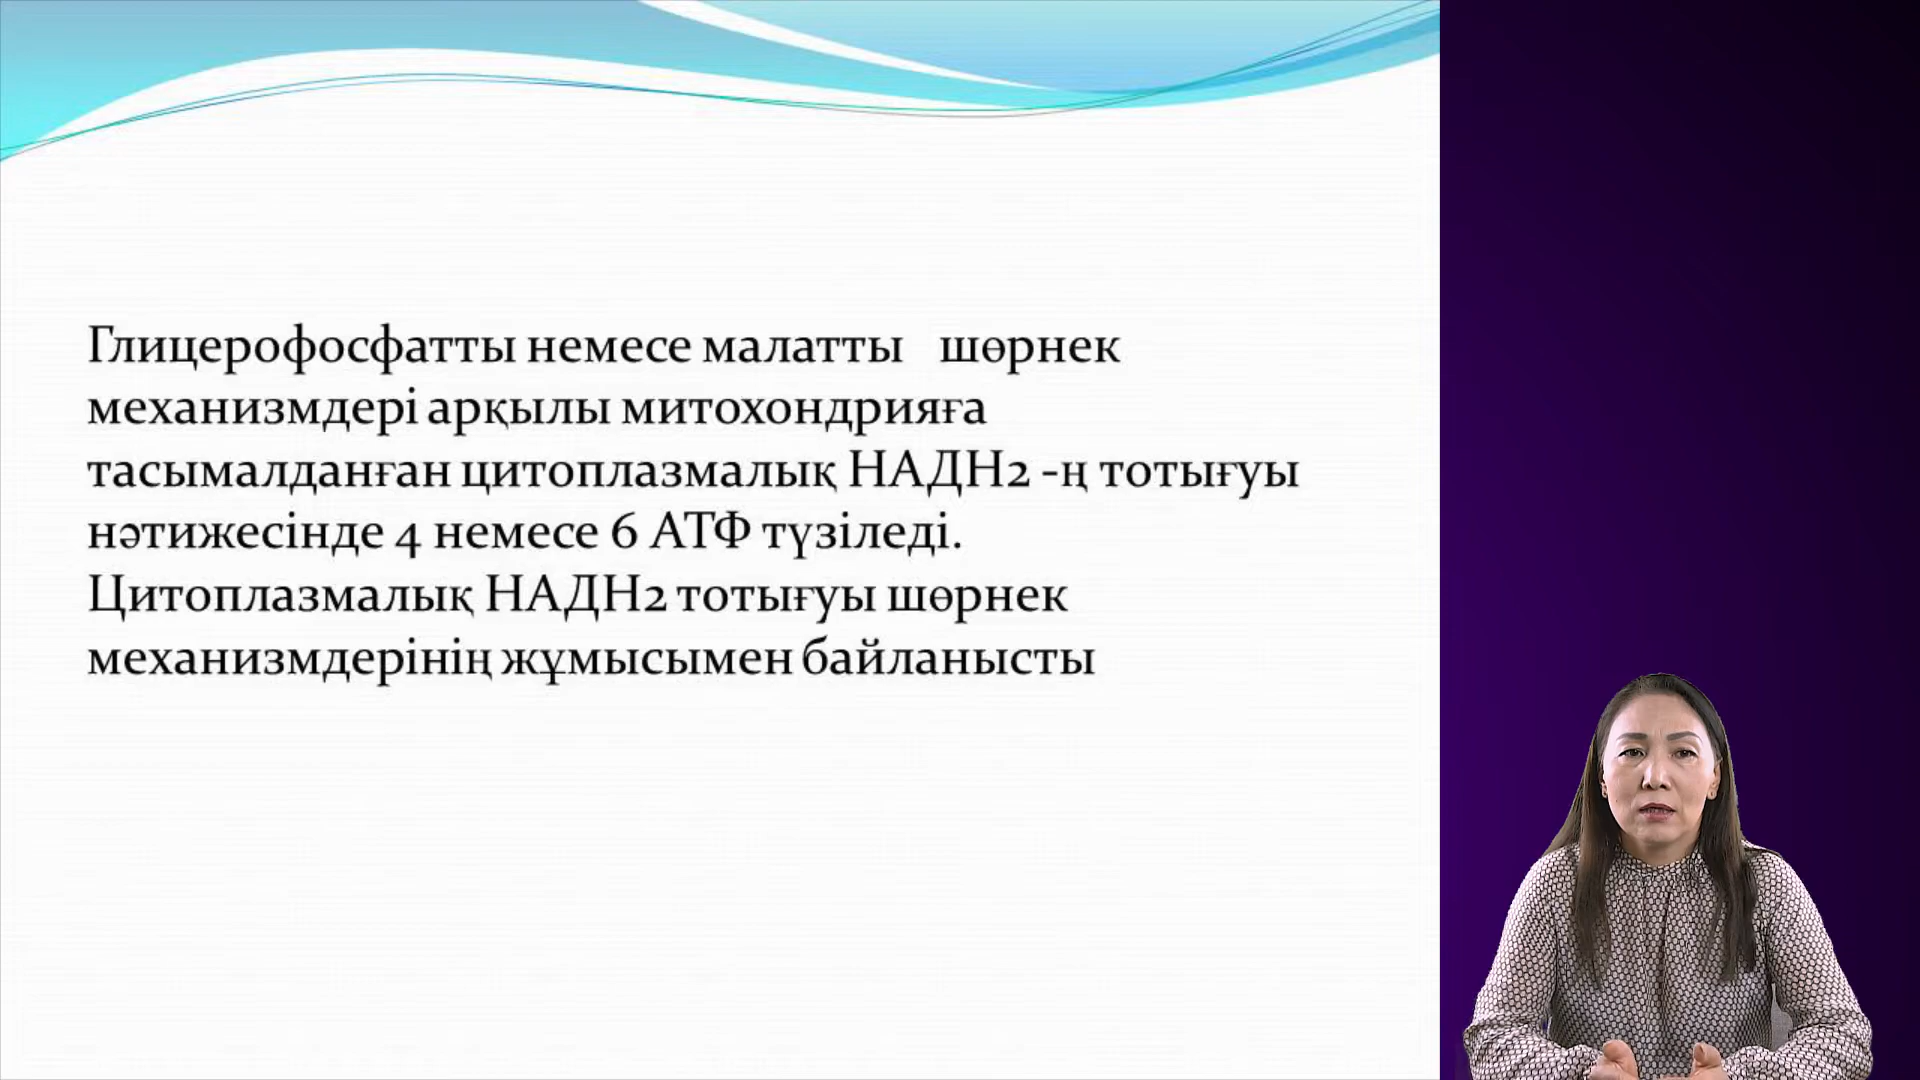 Глицерофосфатты немесе малатты шөрнек
механизмдері арқылы митохондрияға
тасымалданған цитоплазмалық НАДН2 -ң тотығуы
нәтижесінде 4 немесе 6 АТФ түзіледі.
Цитоплазмалық НАДН2 тотығуы шөрнек
механизмдерінің жұмысымен байланысты